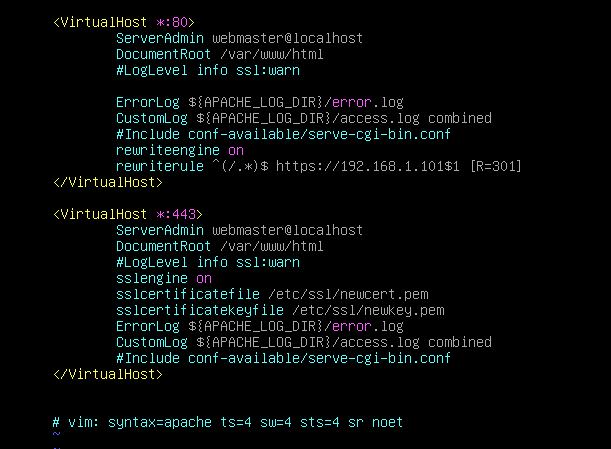 <VirtualHost *:80>
ServerAdmin webmaster@localhost
DocumentRoot /var/www/html
#LogLevel info ssl:warn
ErrorLog ${APACHE_LOG_DIR}/error.log
CustomLog ${APACHE_LOG_DIR}/access.log combined
#Include conf-available/serve-cgi-bin.conf
rewriteengine on
rewriterule ^(/.*)$ https://192.168.1.101$1 [R=301]
</VirtualHost>
<VirtualHost *:443>
ServerAdmin webmaster@localhost
DocumentRoot /var/www/html
#LogLevel info ssl:warn
sslengine on
sslcertificatefile /etc/ssl/newcert.pem
sslcertificatekeyfile /etc/ssl/newkey.pem
ErrorLog ${APACHE_LOG_DIR}/error.log
CustomLog ${APACHE_LOG_DIR}/access.log combined
#Include conf-available/serve-cgi-bin.conf
</VirtualHost>
# vim: syntax=apache ts=4 sw=4 sts=4 sr noet
~
~